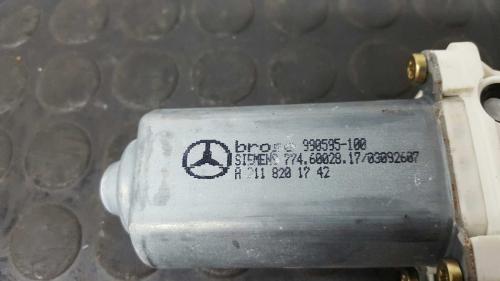 brose 990595-100
SIEMENS 774.60028.17/03092607
A 211 820 17 42